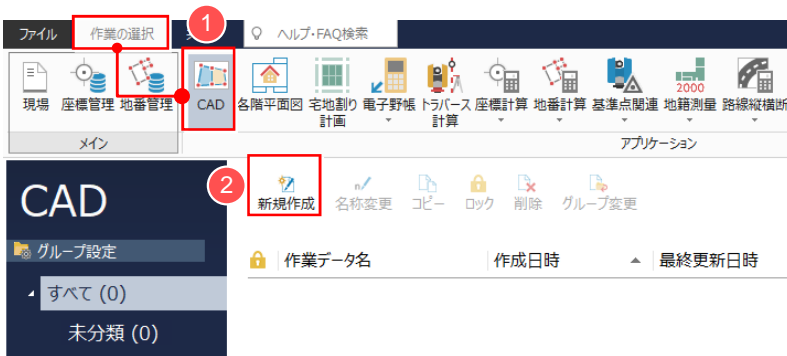 1
ファイル 作業の選択 ヘルプ・FAQ検索
現場 座標管理 地番管理 CAD 各階平面図 宅地割り計画 電子野帳 トラバース計算 座標計算 地番計算 基準点関連 2000 地籍測量 路線縦横断
メイン アプリケーション
2
CAD
新規作成 名称変更 コピー ロック 削除 グループ変更
グループ設定
作業データ名 作成日時 最終更新日時
すべて (0)
未分類 (0)